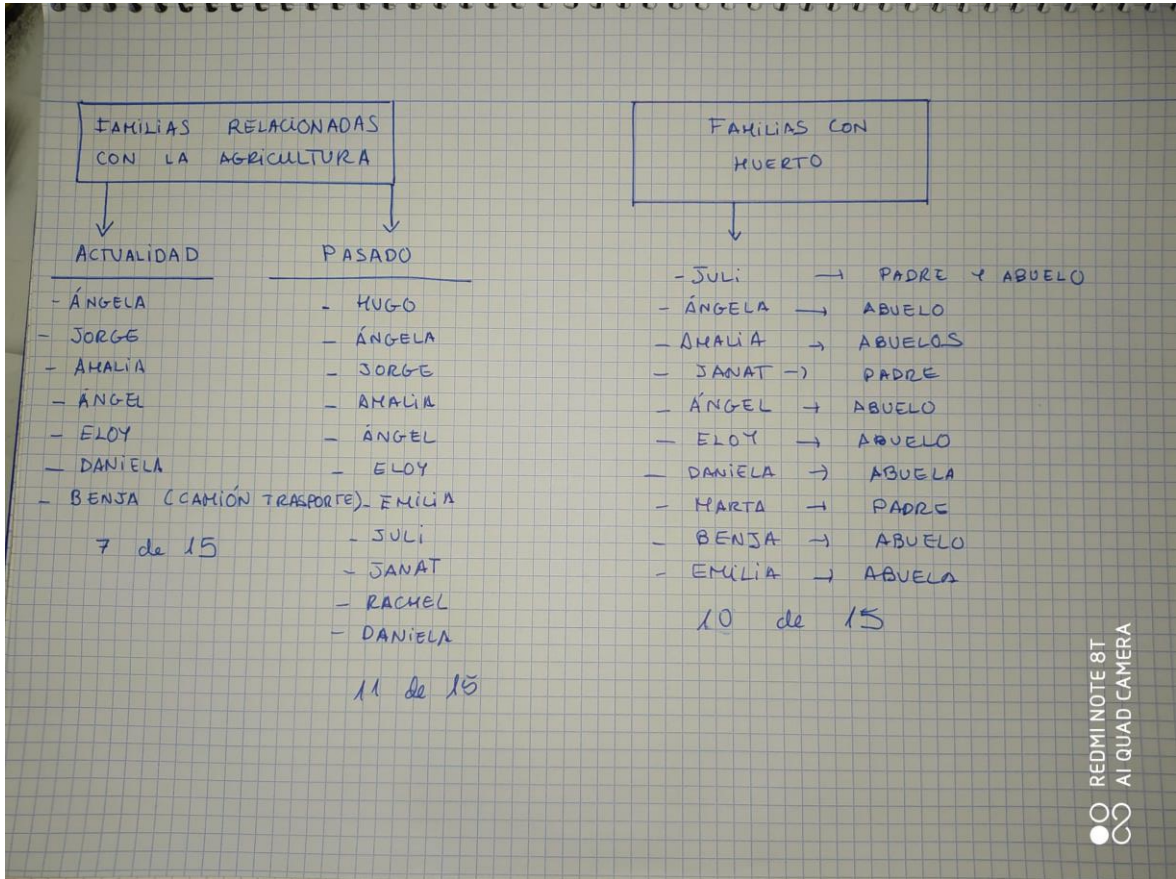 FAMILIAS RELACIONADAS
CON LA AGRICULTURA
ACTUALIDAD
- ÁNGELA
- JORGE
- AMALIA
- ÁNGEL
- ELOY
- DANIELA
- BENJA (CAMIÓN TRASPORTE)
7 de 15
PASADO
- HUGO
- ÁNGELA
- JORGE
- AMALIA
- ÁNGEL
- ELOY
- EMILIA
- JULI
- JANAT
- RACHEL
- DANIELA
11 de 15
FAMILIAS CON
HUERTO
- JULI → PADRE Y ABUELO
- ÁNGELA → ABUELO
- AMALIA → ABUELOS
- JANAT → PADRE
- ÁNGEL → ABUELO
- ELOY → ABUELO
- DANIELA → ABUELA
- MARTA → PADRE
- BENJA → ABUELO
- EMILIA → ABUELA
10 de 15
REDMI NOTE 8T
AI QUAD CAMERA